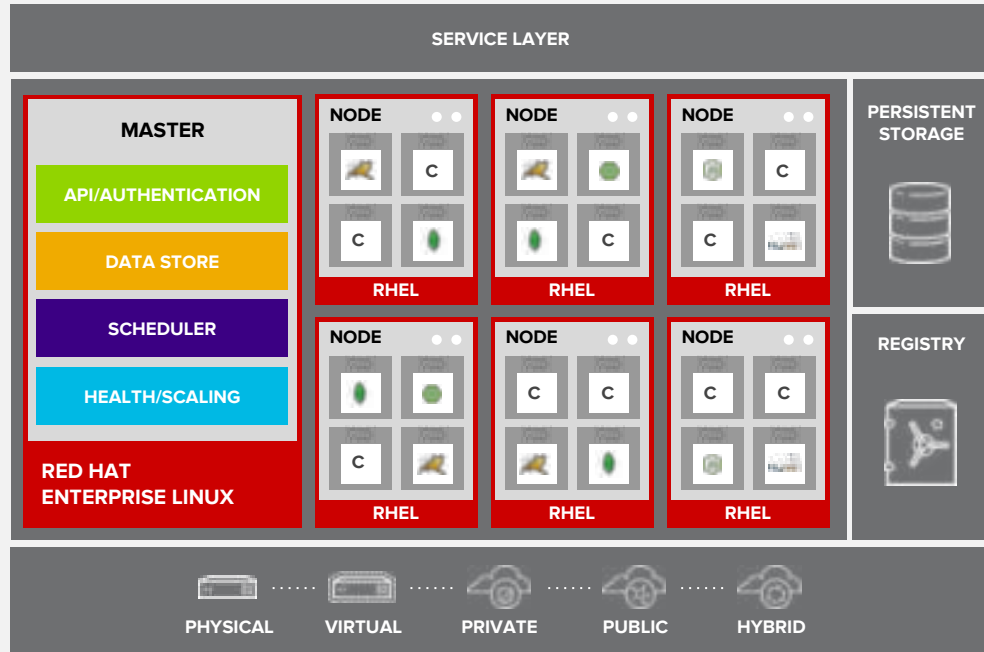 SERVICE LAYER
MASTER
API/AUTHENTICATION
DATA STORE
SCHEDULER
HEALTH/SCALING
RED HAT
ENTERPRISE LINUX
NODE
C
C
RHEL
NODE
C
RHEL
NODE
C
C
RHEL
NODE
C
RHEL
NODE
C
C
RHEL
NODE
C
C
RHEL
PERSISTENT
STORAGE
REGISTRY
PHYSICAL
VIRTUAL
PRIVATE
PUBLIC
HYBRID